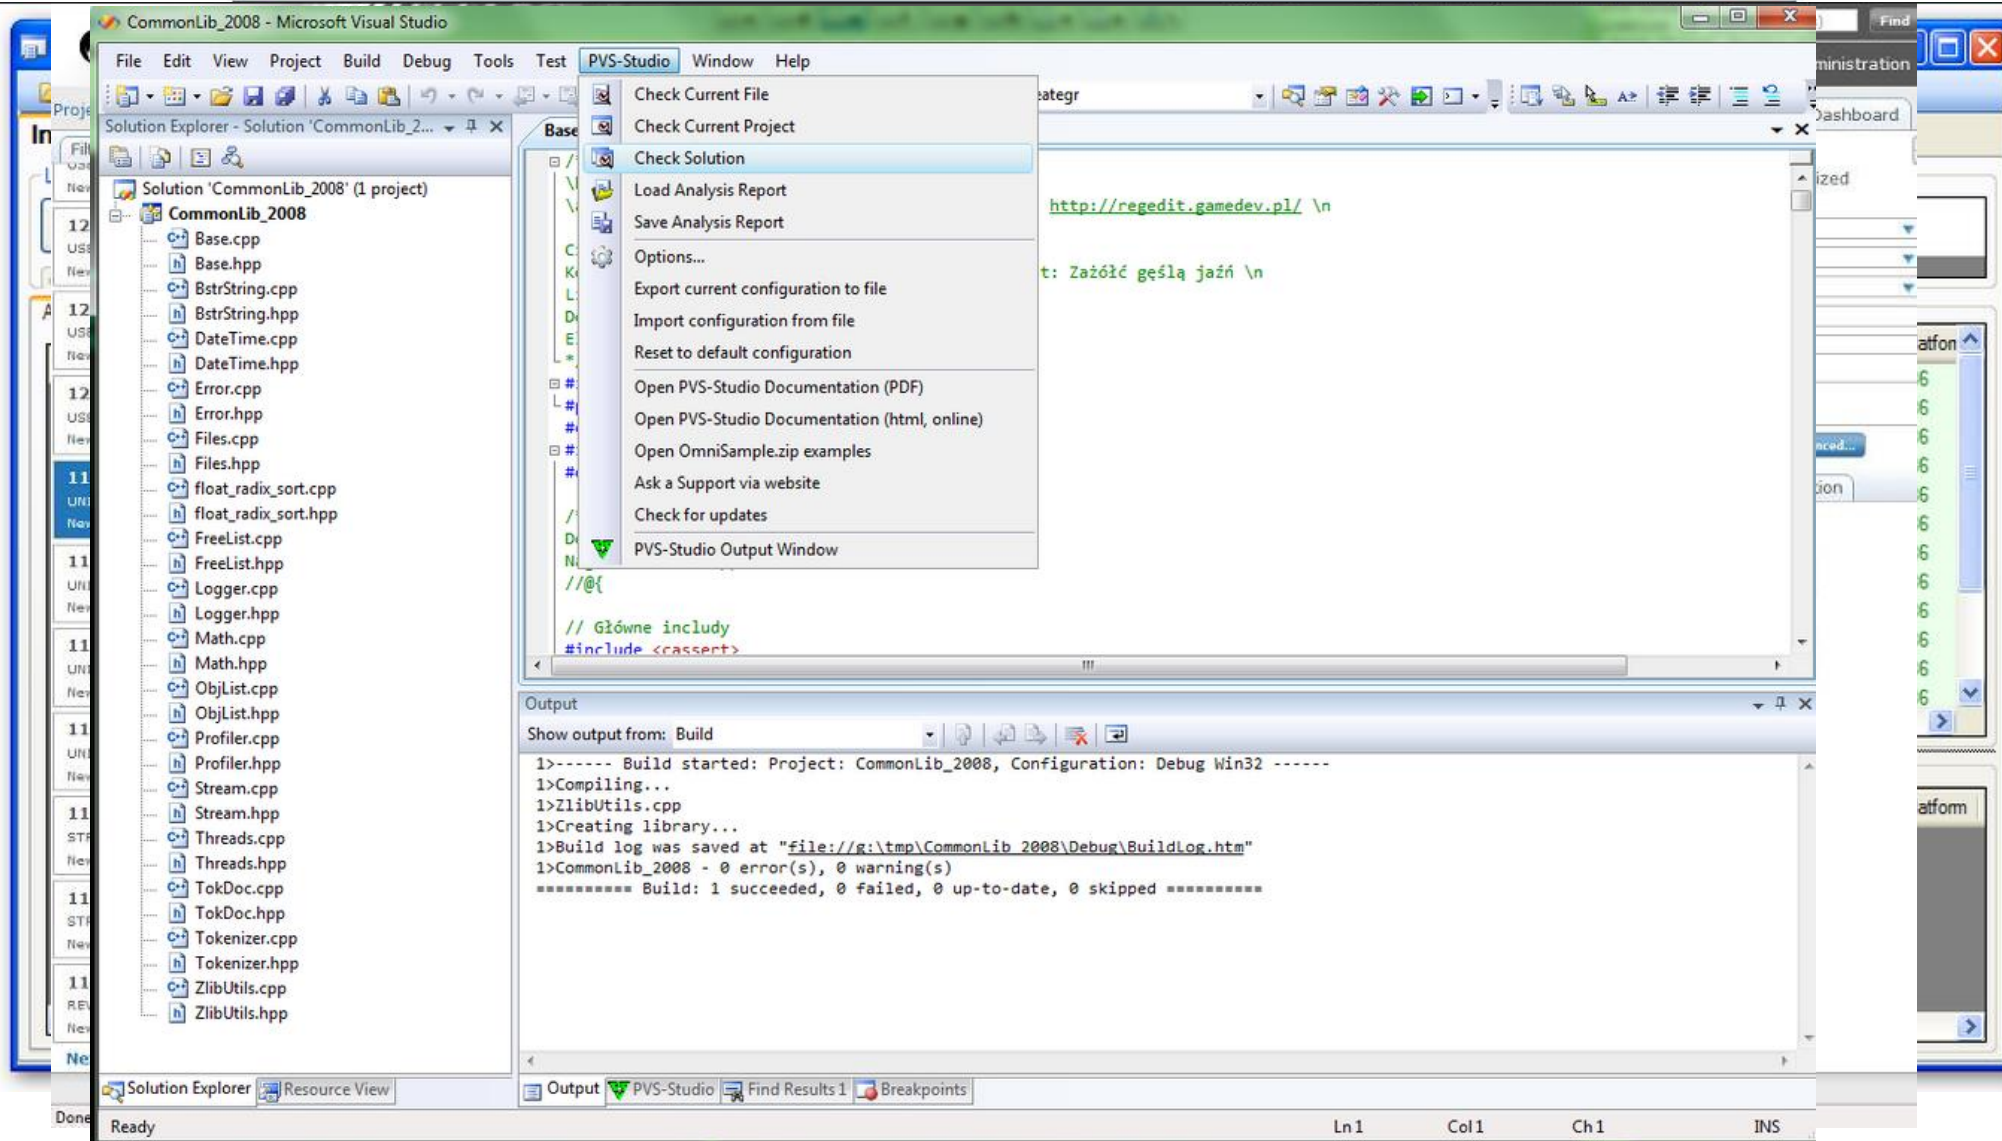 CommonLib_2008 - Microsoft Visual Studio
File Edit View Project Build Debug Tools Test PVS-Studio Window Help
Find
ministration
Dashboard
Solution Explorer - Solution 'CommonLib_2...
Solution 'CommonLib_2008' (1 project)
CommonLib_2008
Base.cpp
Base.hpp
BstrString.cpp
BstrString.hpp
DateTime.cpp
DateTime.hpp
Error.cpp
Error.hpp
Files.cpp
Files.hpp
float_radix_sort.cpp
float_radix_sort.hpp
FreeList.cpp
FreeList.hpp
Logger.cpp
Logger.hpp
Math.cpp
Math.hpp
ObjList.cpp
ObjList.hpp
Profiler.cpp
Profiler.hpp
Stream.cpp
Stream.hpp
Threads.cpp
Threads.hpp
TokDoc.cpp
TokDoc.hpp
Tokenizer.cpp
Tokenizer.hpp
ZlibUtils.cpp
ZlibUtils.hpp
Solution Explorer Resource View
Check Current File
Check Current Project
Check Solution
Load Analysis Report
Save Analysis Report
Options...
Export current configuration to file
Import configuration from file
Reset to default configuration
Open PVS-Studio Documentation (PDF)
Open PVS-Studio Documentation (html, online)
Open OmniSample.zip examples
Ask a Support via website
Check for updates
PVS-Studio Output Window
eategr
Base
http://regedit.gamedev.pl/ \n
t: Zażółć gęślą jaźń \n
//@{
// Główne includy
#include <cassert>
Output
Show output from: Build
1>------ Build started: Project: CommonLib_2008, Configuration: Debug Win32 ------
1>Compiling...
1>ZlibUtils.cpp
1>Creating library...
1>Build log was saved at "file://g:\tmp\CommonLib_2008\Debug\BuildLog.htm"
1>CommonLib_2008 - 0 error(s), 0 warning(s)
========== Build: 1 succeeded, 0 failed, 0 up-to-date, 0 skipped ==========
Output PVS-Studio Find Results 1 Breakpoints
Done
Ready Ln 1 Col 1 Ch 1 INS